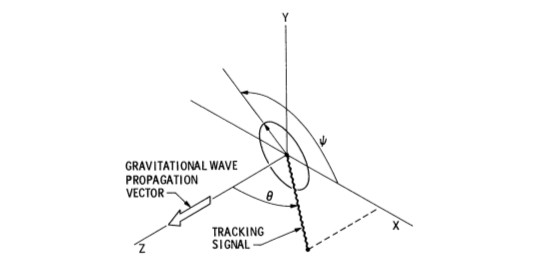 Y
ψ
GRAVITATIONAL WAVE
PROPAGATION
VECTOR
θ
X
TRACKING
SIGNAL
Z